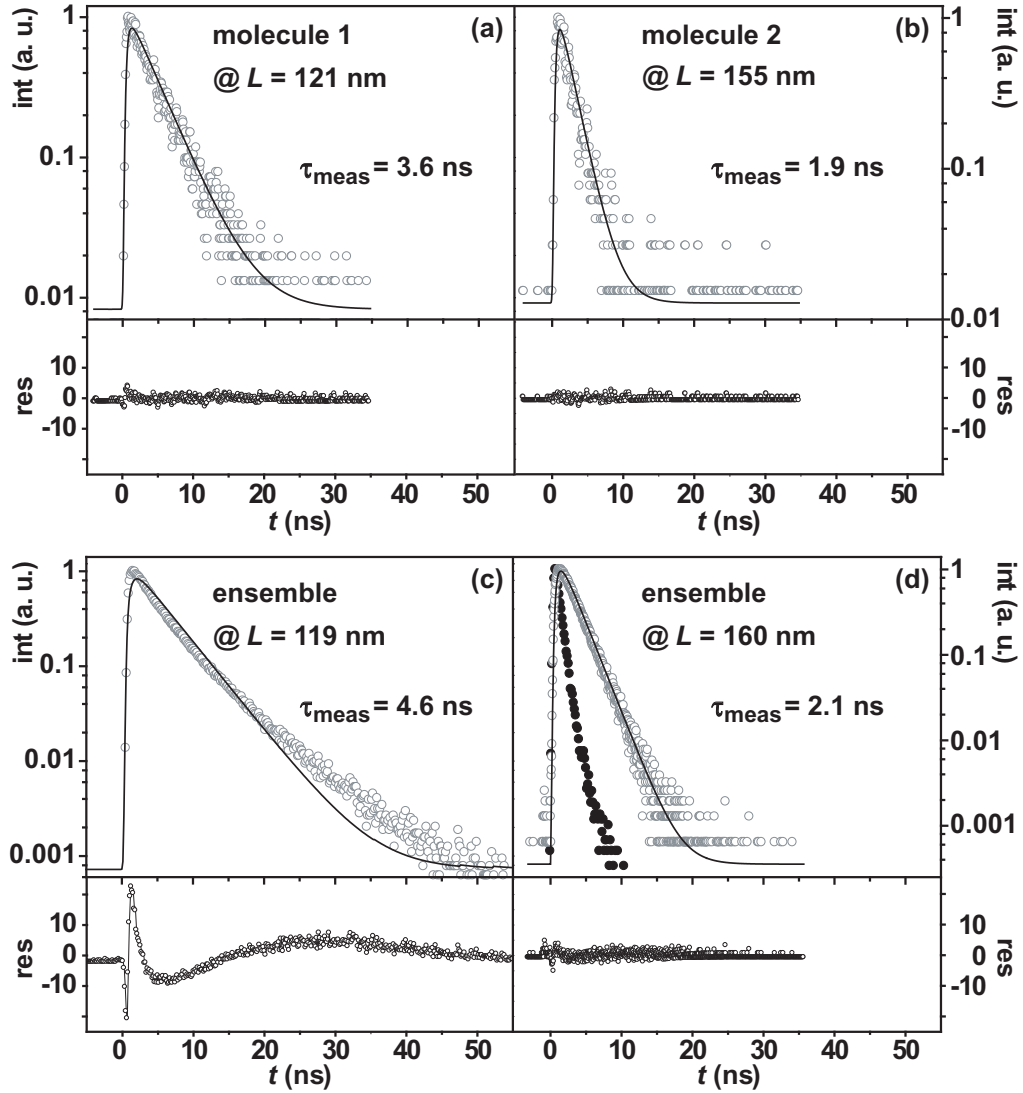 (a)
molecule 1
@ L = 121 nm
τmeas = 3.6 ns
int (a. u.)
1
0.1
0.01
res
10
0
-10
0 10 20 30 40 50
t (ns)
(b)
molecule 2
@ L = 155 nm
τmeas = 1.9 ns
int (a. u.)
1
0.1
0.01
res
10
0
-10
0 10 20 30 40 50
t (ns)
(c)
ensemble
@ L = 119 nm
τmeas = 4.6 ns
int (a. u.)
1
0.1
0.01
0.001
res
10
0
-10
0 10 20 30 40 50
t (ns)
(d)
ensemble
@ L = 160 nm
τmeas = 2.1 ns
int (a. u.)
1
0.1
0.01
0.001
res
10
0
-10
0 10 20 30 40 50
t (ns)